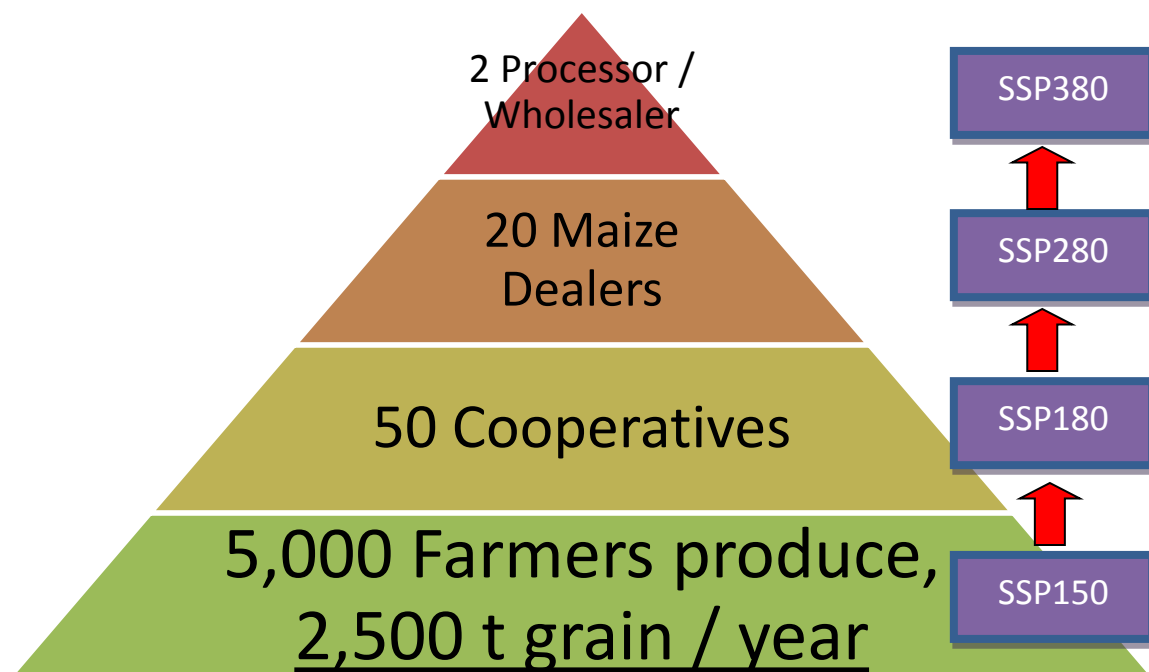 2 Processor /
Wholesaler
SSP380
20 Maize
Dealers
SSP280
50 Cooperatives
SSP180
5,000 Farmers produce,
2,500 t grain / year
SSP150